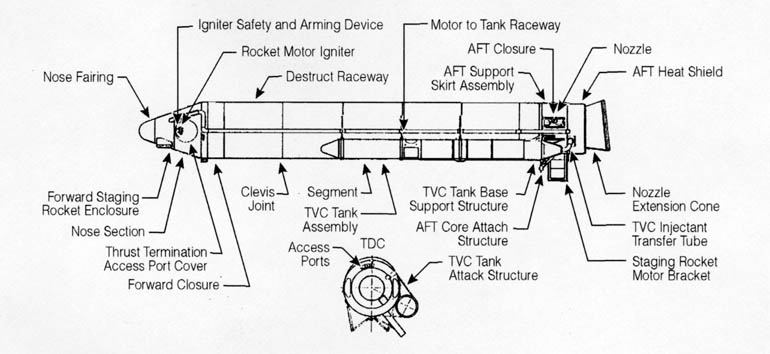 Igniter Safety and Arming Device
Motor to Tank Raceway
Rocket Motor Igniter
AFT Closure
Nozzle
Nose Fairing
Destruct Raceway
AFT Support
Skirt Assembly
AFT Heat Shield
Forward Staging
Rocket Enclosure
Nose Section
Thrust Termination
Access Port Cover
Forward Closure
Clevis
Joint
Segment
TVC Tank
Assembly
TVC Tank Base
Support Structure
AFT Core Attach
Structure
Nozzle
Extension Cone
TVC Injectant
Transfer Tube
Staging Rocket
Motor Bracket
Access
Ports
TDC
TVC Tank
Attack Structure